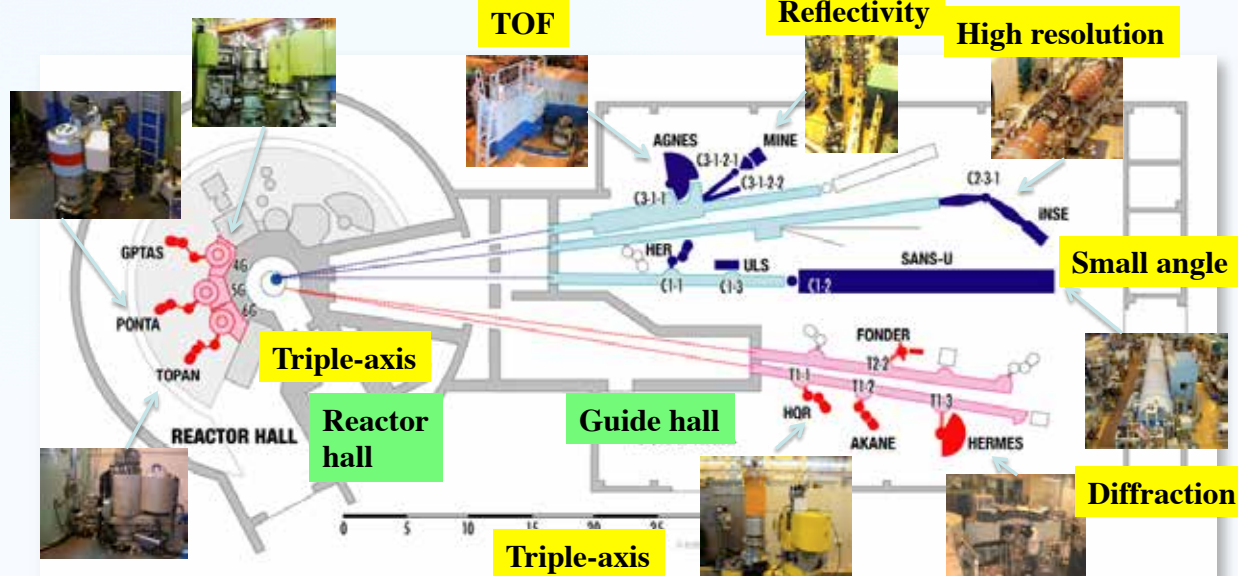 TOF
Reflectivity
High resolution
AGNES
MINE
C3-1-2-1
C3-1-2-2
C3-1-1
C2-3-1
iNSE
GPTAS
4G
HER
ULS
SANS-U
Small angle
5G
C1-1
C1-3
C1-2
6G
PONTA
FONDER
Triple-axis
TOPAN
T2-2
T1-1
T1-2
T1-3
Reactor
hall
Guide hall
HQR
REACTOR HALL
AKANE
HERMES
Diffraction
0 5 10 15 20 25
Triple-axis